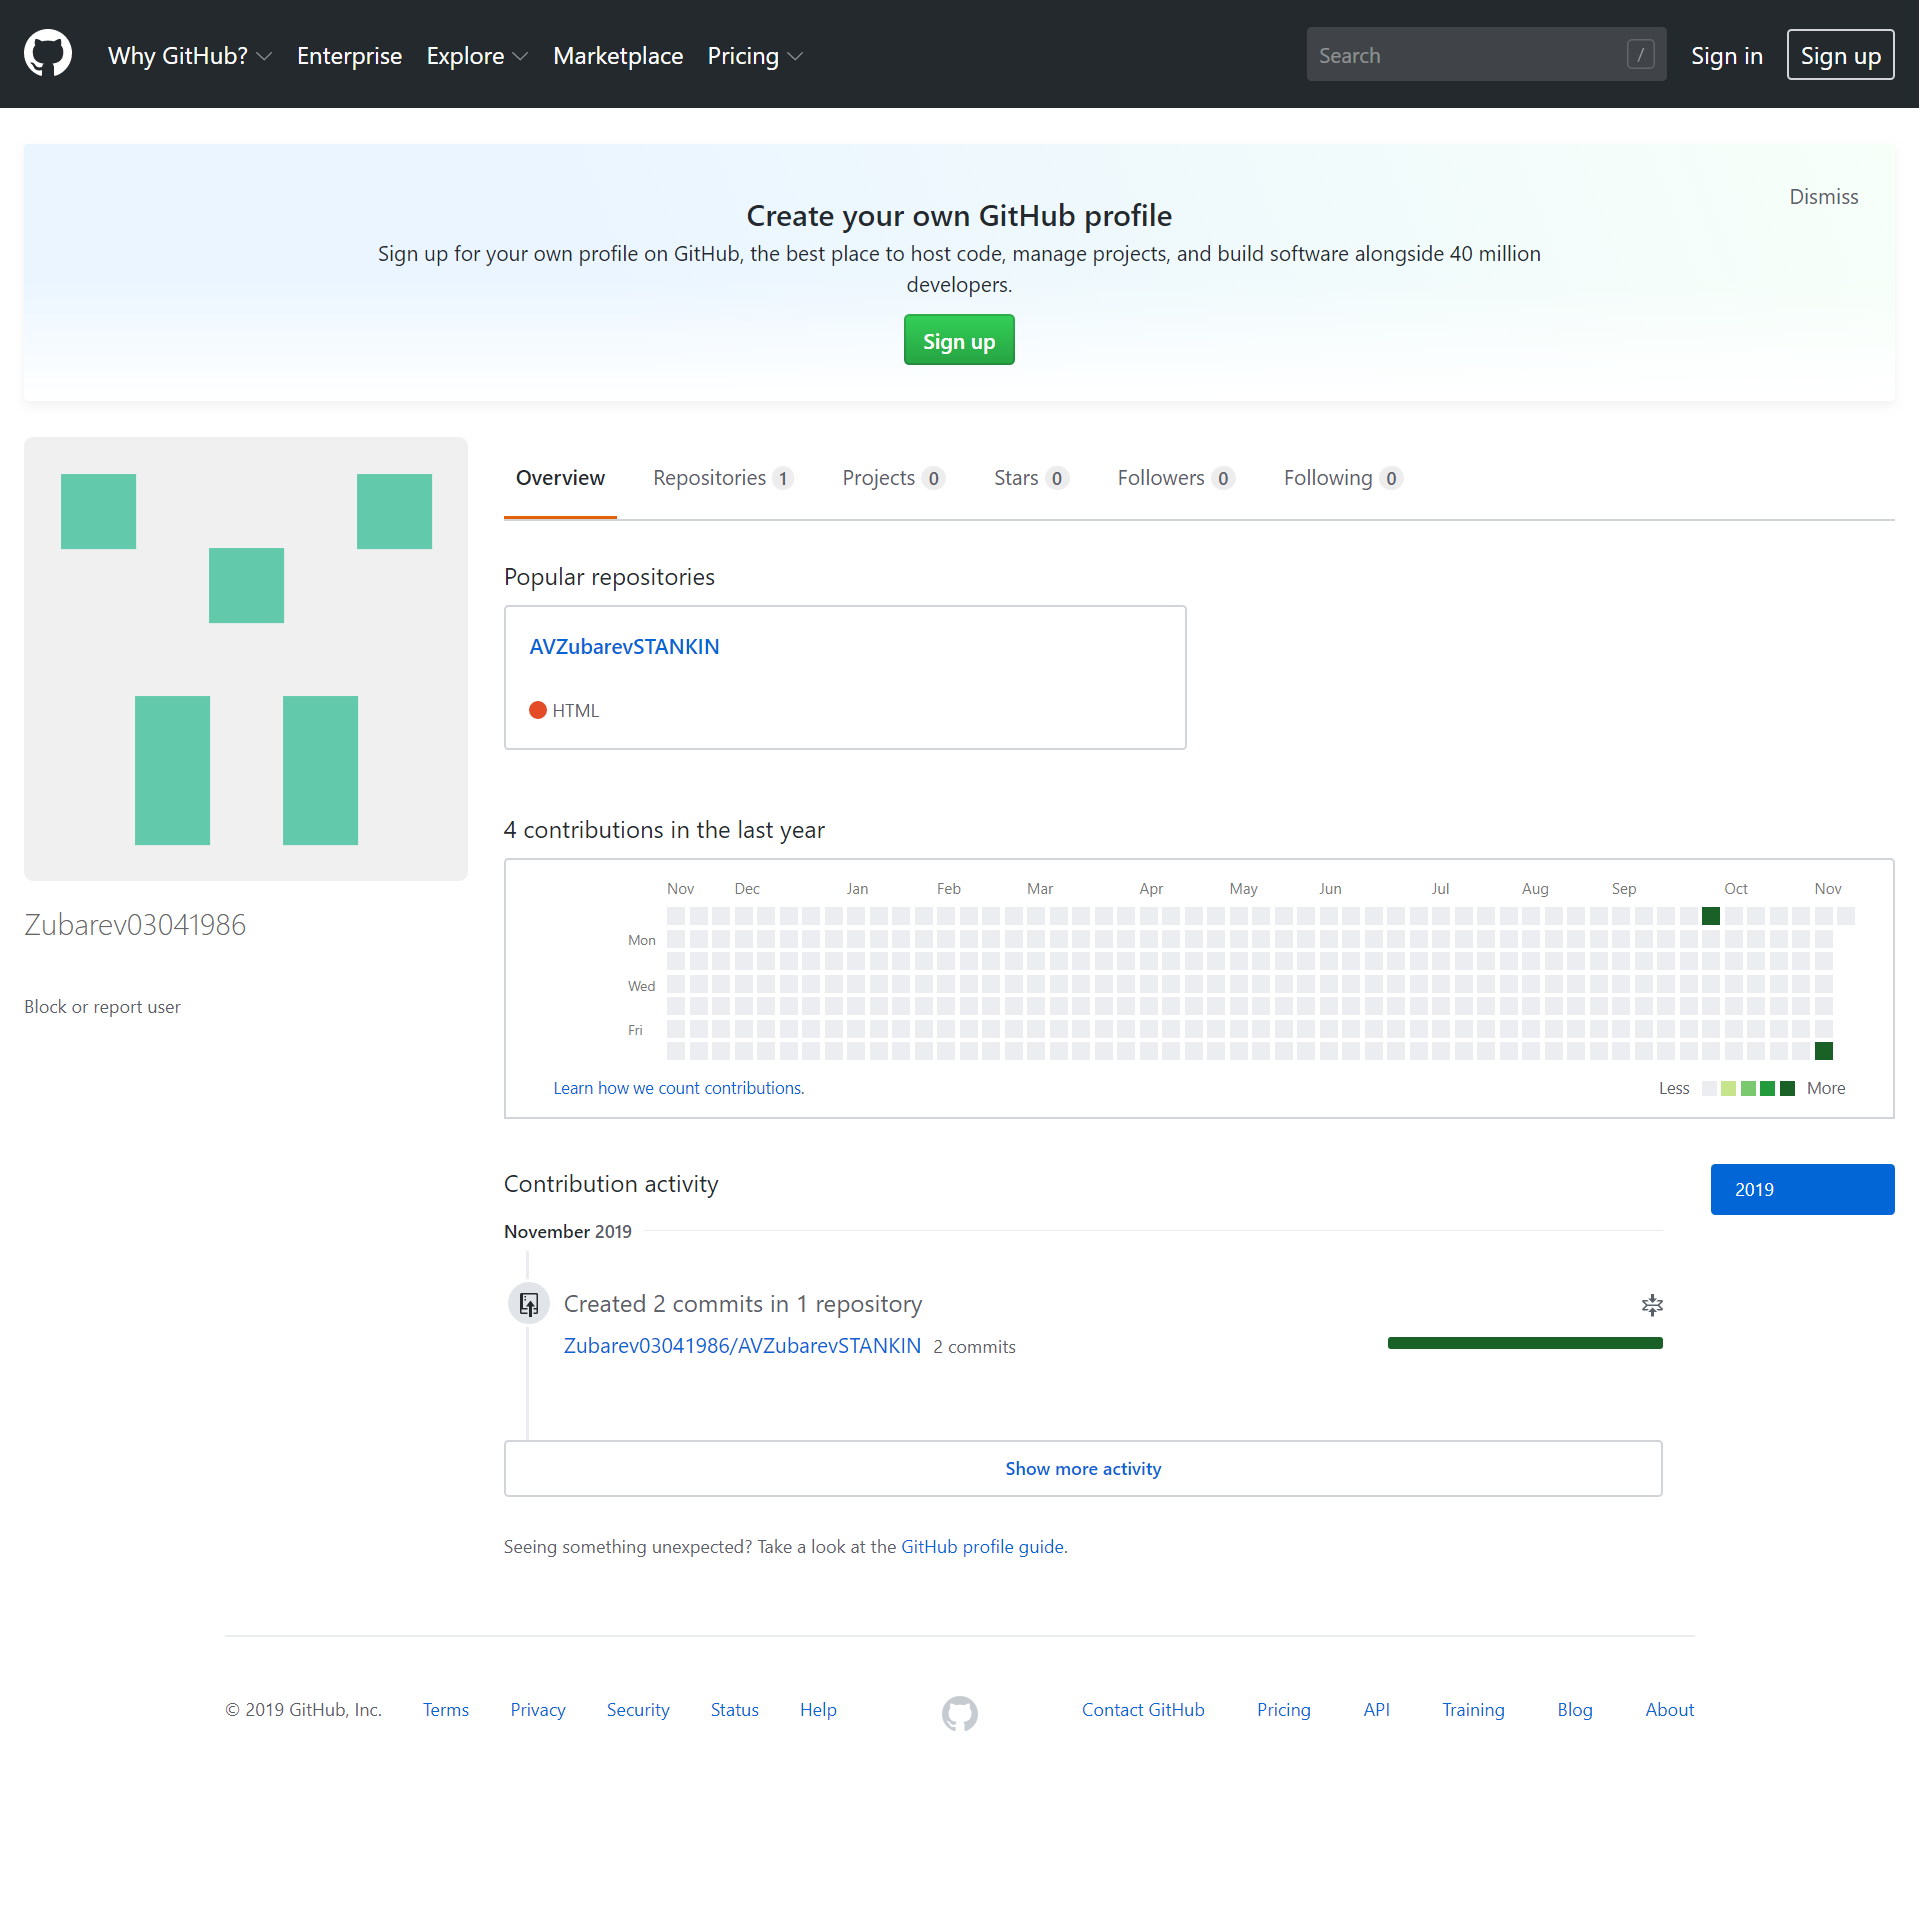 Why GitHub? Enterprise Explore Marketplace Pricing Search / Sign in Sign up
Dismiss
Create your own GitHub profile
Sign up for your own profile on GitHub, the best place to host code, manage projects, and build software alongside 40 million
developers.
Sign up
Overview Repositories 1 Projects 0 Stars 0 Followers 0 Following 0
Popular repositories
AVZubarevSTANKIN
HTML
Zubarev03041986
Block or report user
4 contributions in the last year
Nov Dec Jan Feb Mar Apr May Jun Jul Aug Sep Oct Nov
Mon
Wed
Fri
Learn how we count contributions. Less More
Contribution activity
2019
November 2019
Created 2 commits in 1 repository
Zubarev03041986/AVZubarevSTANKIN 2 commits
Show more activity
Seeing something unexpected? Take a look at the GitHub profile guide.
© 2019 GitHub, Inc. Terms Privacy Security Status Help Contact GitHub Pricing API Training Blog About